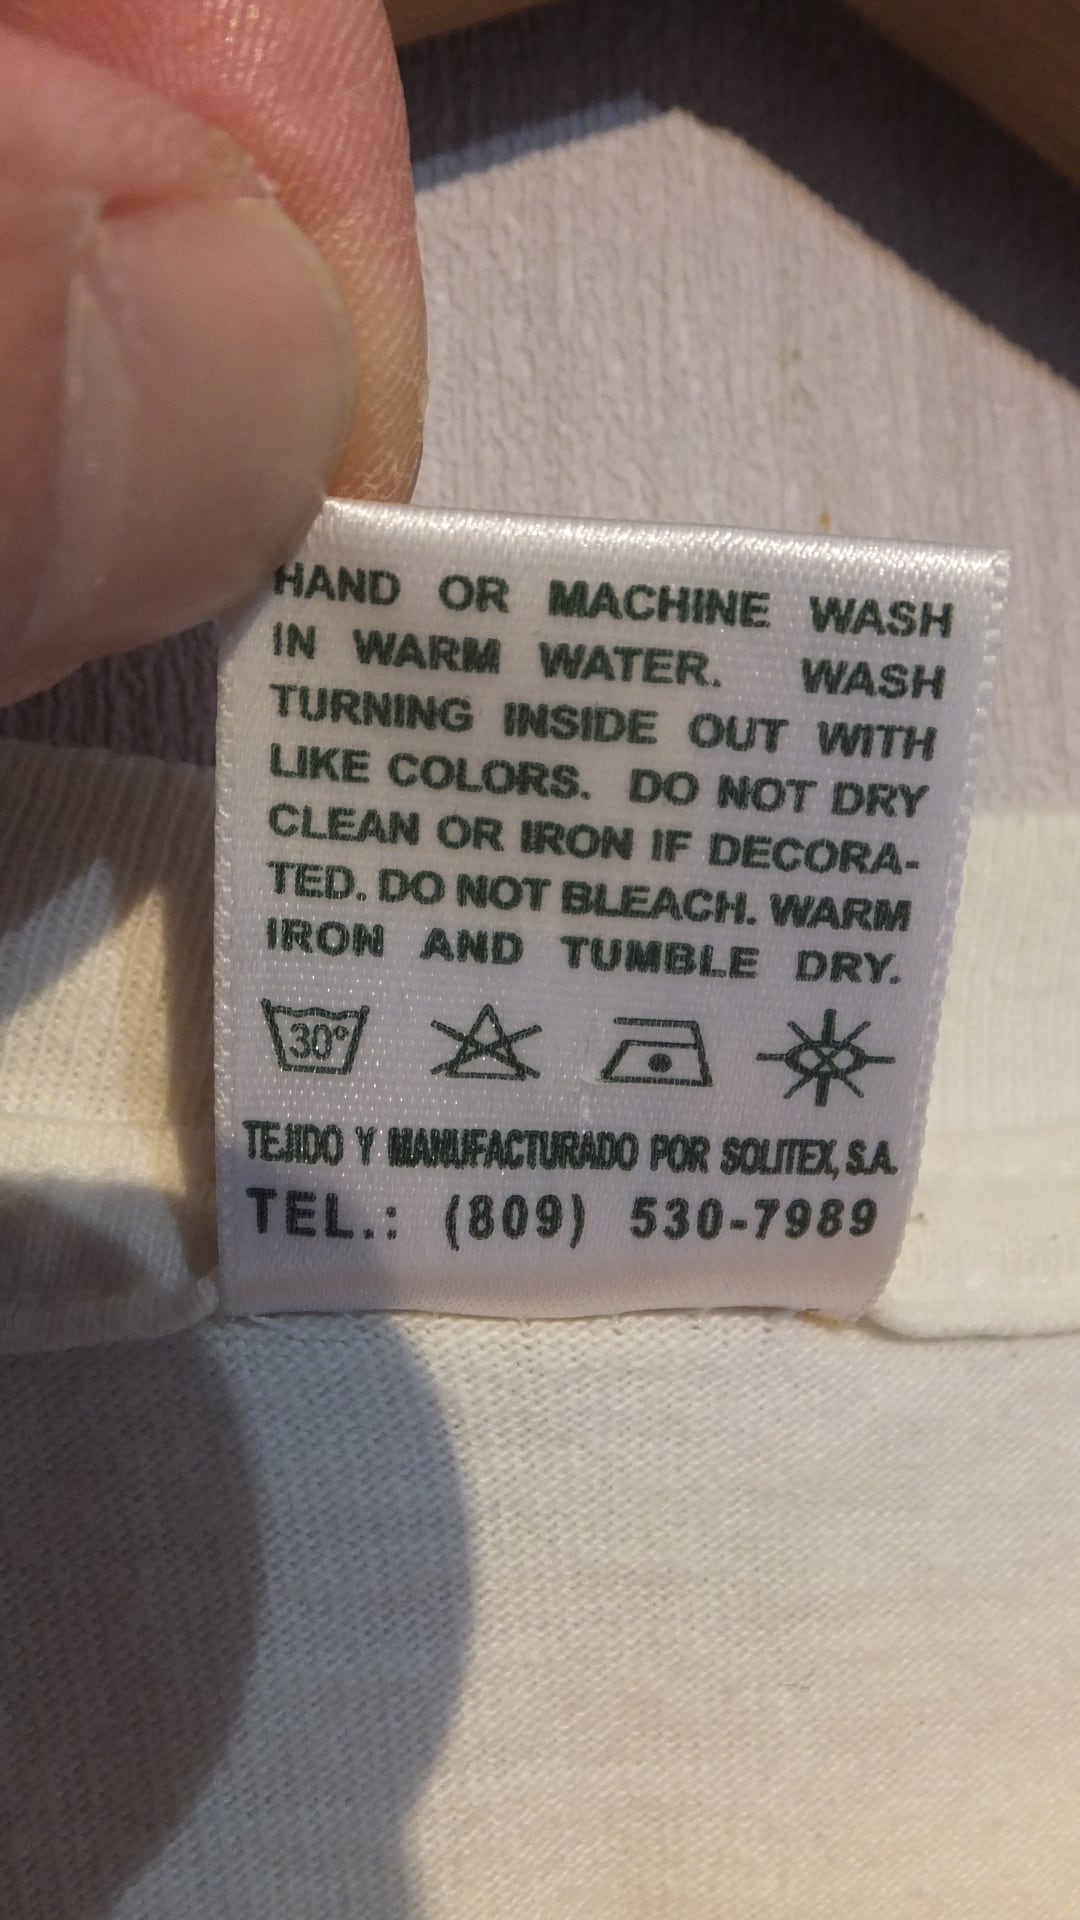 HAND OR MACHINE WASH
IN WARM WATER. WASH
TURNING INSIDE OUT WITH
LIKE COLORS. DO NOT DRY
CLEAN OR IRON IF DECORA-
TED. DO NOT BLEACH. WARM
IRON AND TUMBLE DRY.
30°
TEJIDO Y MANUFACTURADO POR SOLITEX, S.A.
TEL.: (809) 530-7989